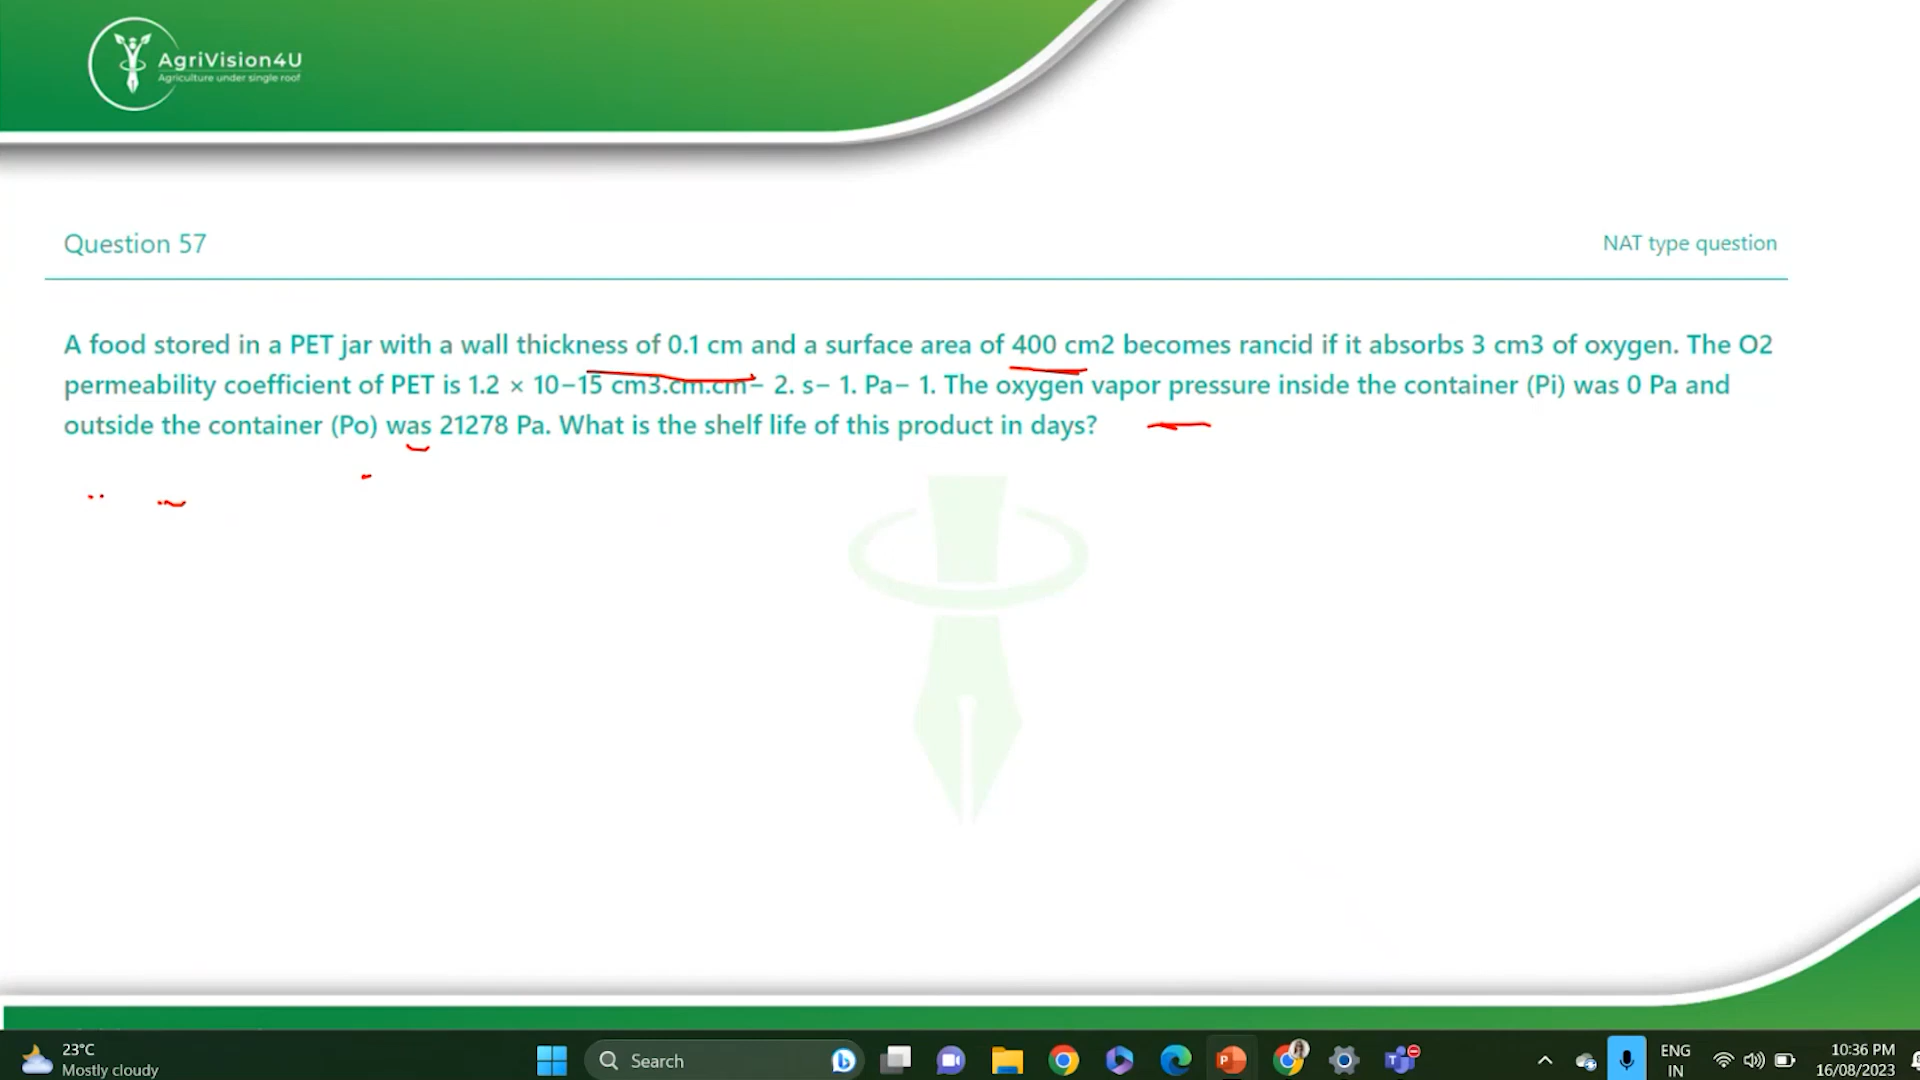 AgriVision4U
Agriculture under single roof
Question 57
NAT type question
A food stored in a PET jar with a wall thickness of 0.1 cm and a surface area of 400 cm2 becomes rancid if it absorbs 3 cm3 of oxygen. The O2
permeability coefficient of PET is 1.2 × 10−15 cm3.cm.cm− 2. s− 1. Pa− 1. The oxygen vapor pressure inside the container (Pi) was 0 Pa and
outside the container (Po) was 21278 Pa. What is the shelf life of this product in days?
23°C
Mostly cloudy
Search
ENG
IN
10:36 PM
16/08/2023